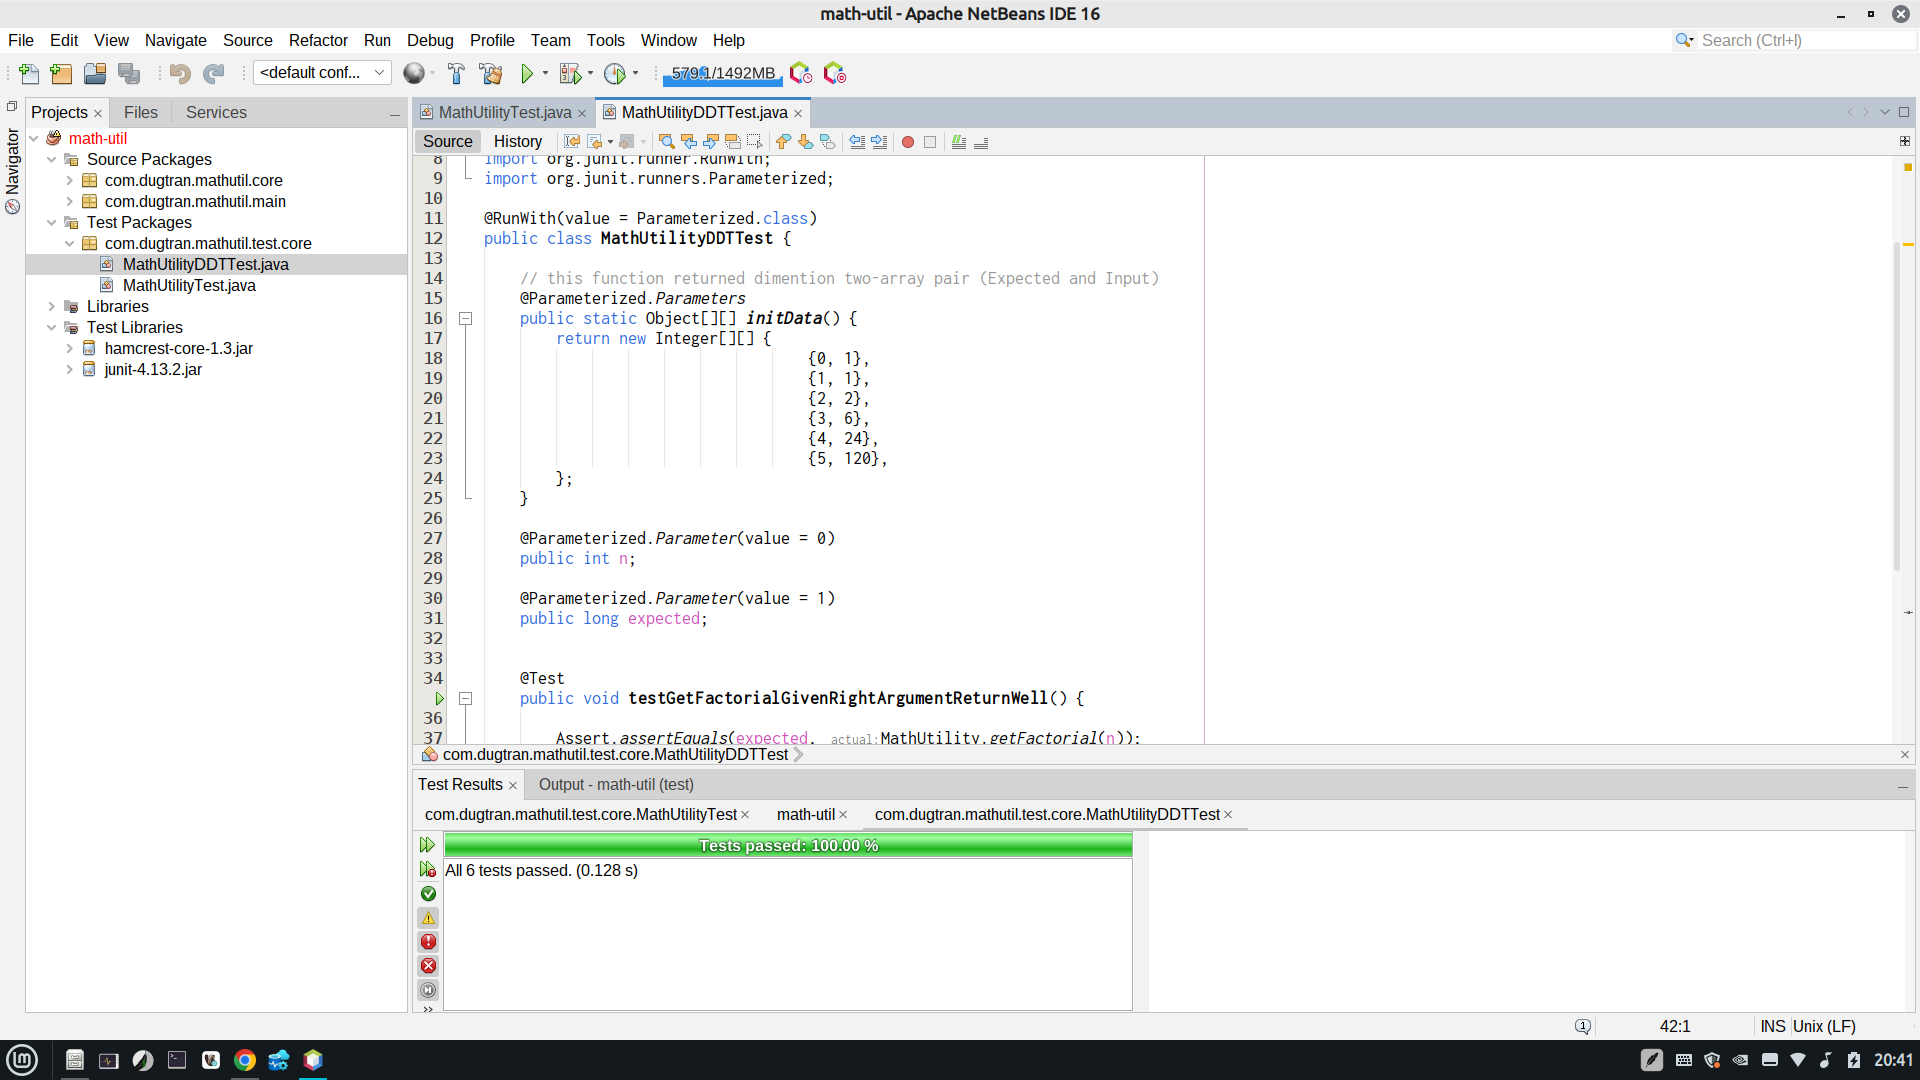 math-util - Apache NetBeans IDE 16
File Edit View Navigate Source Refactor Run Debug Profile Team Tools Window Help
Search (Ctrl+I)
<default conf...
579.1/1492MB
Projects Files Services
Navigator
math-util
Source Packages
com.dugtran.mathutil.core
com.dugtran.mathutil.main
Test Packages
com.dugtran.mathutil.test.core
MathUtilityDDTTest.java
MathUtilityTest.java
Libraries
Test Libraries
hamcrest-core-1.3.jar
junit-4.13.2.jar
MathUtilityTest.java MathUtilityDDTTest.java
Source History
8 import org.junit.runner.RunWith;
9 import org.junit.runners.Parameterized;
10
11 @RunWith(value = Parameterized.class)
12 public class MathUtilityDDTTest {
13
14 // this function returned dimention two-array pair (Expected and Input)
15 @Parameterized.Parameters
16 public static Object[][] initData() {
17 return new Integer[][] {
18 {0, 1},
19 {1, 1},
20 {2, 2},
21 {3, 6},
22 {4, 24},
23 {5, 120},
24 };
25 }
26
27 @Parameterized.Parameter(value = 0)
28 public int n;
29
30 @Parameterized.Parameter(value = 1)
31 public long expected;
32
33
34 @Test
public void testGetFactorialGivenRightArgumentReturnWell() {
36
37 Assert.assertEquals(expected, actual:MathUtility.getFactorial(n));
com.dugtran.mathutil.test.core.MathUtilityDDTTest
Test Results Output - math-util (test)
com.dugtran.mathutil.test.core.MathUtilityTest math-util com.dugtran.mathutil.test.core.MathUtilityDDTTest
Tests passed: 100.00 %
All 6 tests passed. (0.128 s)
1 42:1 INS Unix (LF)
20:41